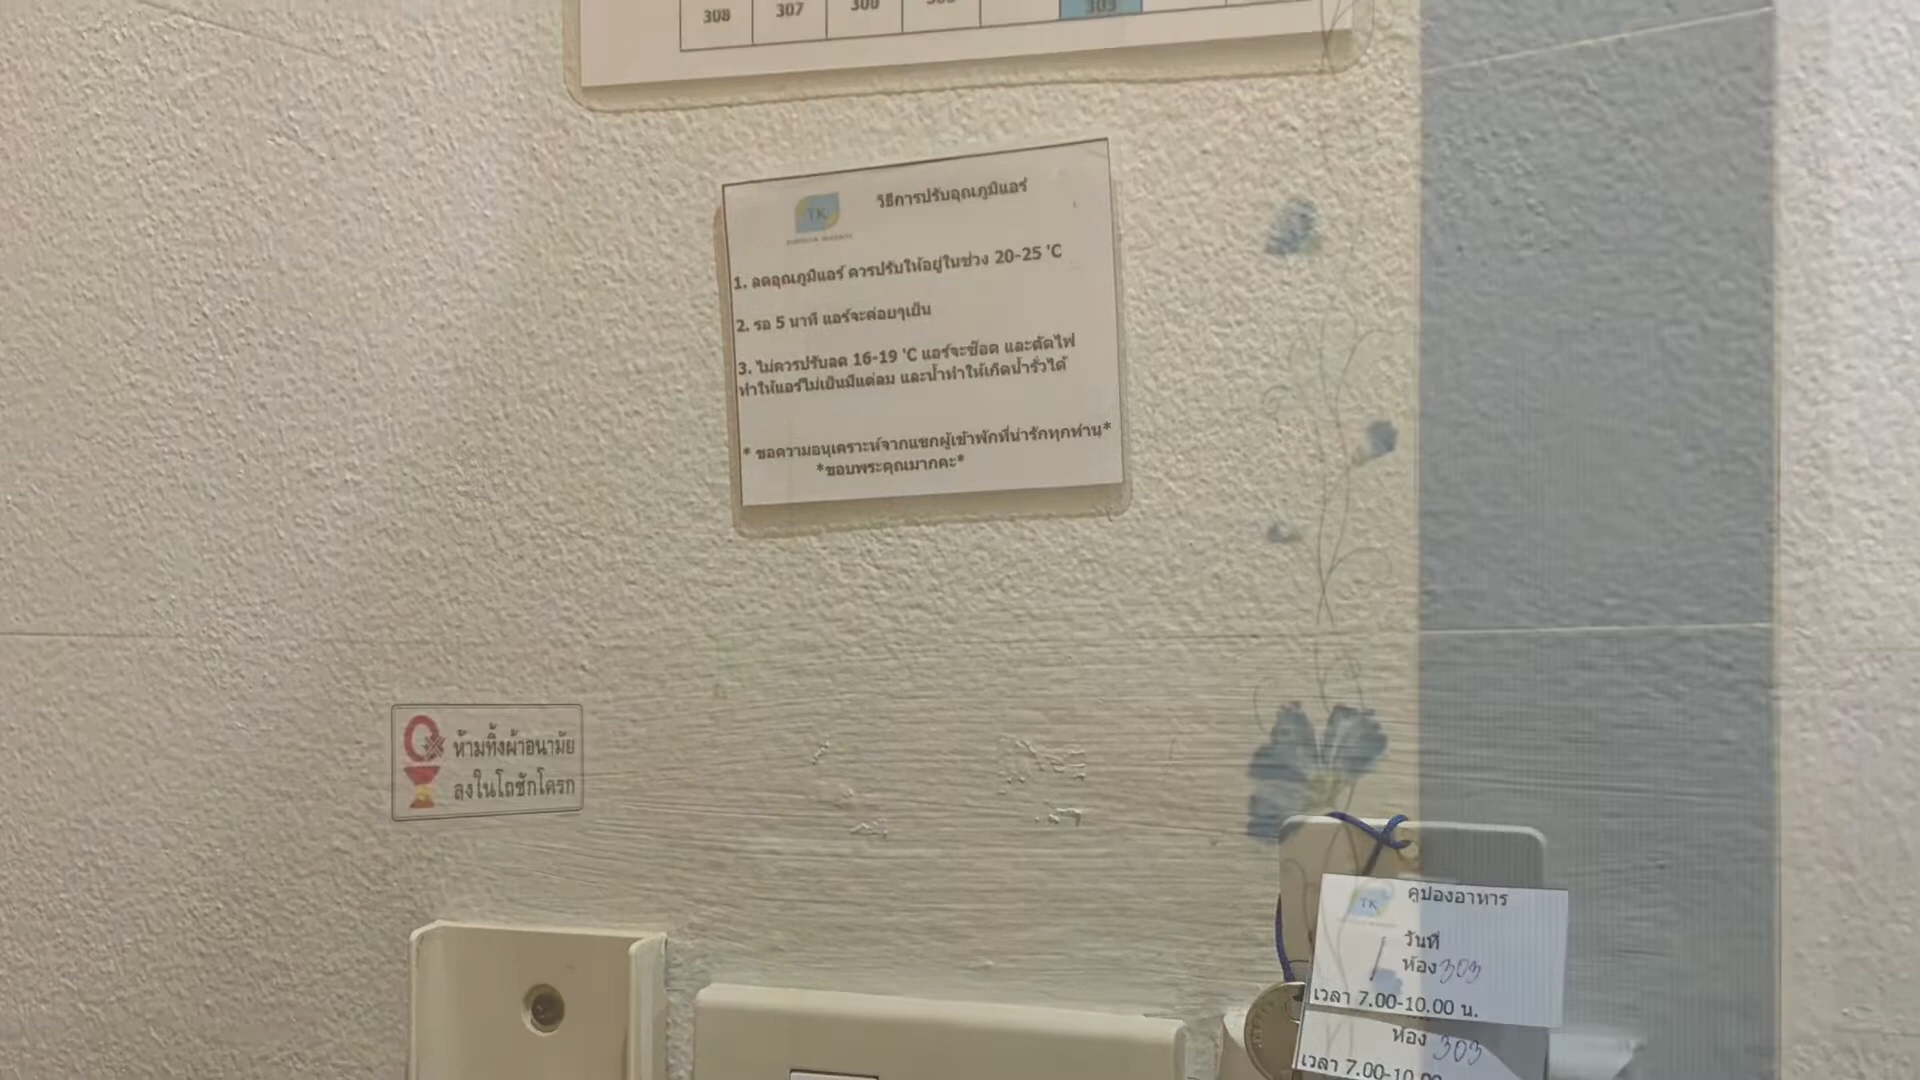 308 307 306 303
TK
วิธีการปรับอุณภูมิแอร์
1. ลดอุณภูมิแอร์ ควรปรับให้อยู่ในช่วง 20-25 'C
2. รอ 5 นาที แอร์จะค่อยๆเย็น
3. ไม่ควรปรับลด 16-19 'C แอร์จะช็อต และตัดไฟ
ทำให้แอร์ไม่เย็นมีแต่ลม และน้ำทำให้เกิดน้ำรั่วได้
* ขอความอนุเคราะห์จากแขกผู้เข้าพักที่น่ารักทุกท่าน*
*ขอบพระคุณมากคะ*
ห้ามทิ้งผ้าอนามัย
ลงในโถชักโครก
TK
คูปองอาหาร
วันที่
ห้อง 303
เวลา 7.00-10.00 น.
ห้อง 303
เวลา 7.00-10.00